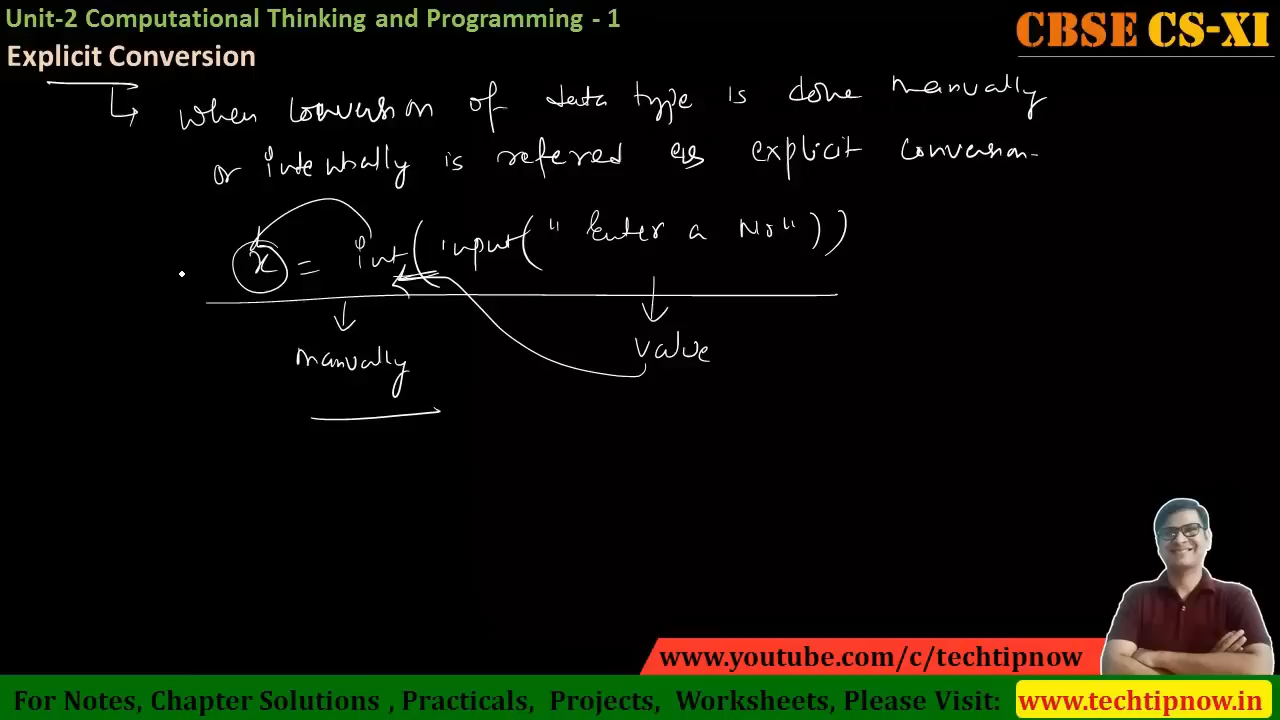 Unit-2 Computational Thinking and Programming - 1
CBSE CS-XI
Explicit Conversion
When conversion of data type is done manually
or intentnally is refered as explicit conversion.
x = int(input("Enter a No"))
manually
value
www.youtube.com/c/techtipnow
For Notes, Chapter Solutions , Practicals, Projects, Worksheets, Please Visit: www.techtipnow.in